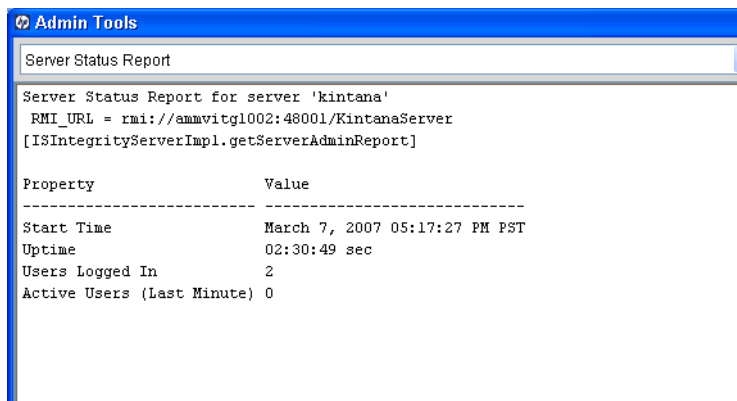 Admin Tools
Server Status Report
Server Status Report for server 'kintana'
RMI_URL = rmi://ammvitgl002:48001/KintanaServer
[ISIntegrityServerImpl.getServerAdminReport]
Property Value
-------------------------- -----------------------------
Start Time March 7, 2007 05:17:27 PM PST
Uptime 02:30:49 sec
Users Logged In 2
Active Users (Last Minute) 0